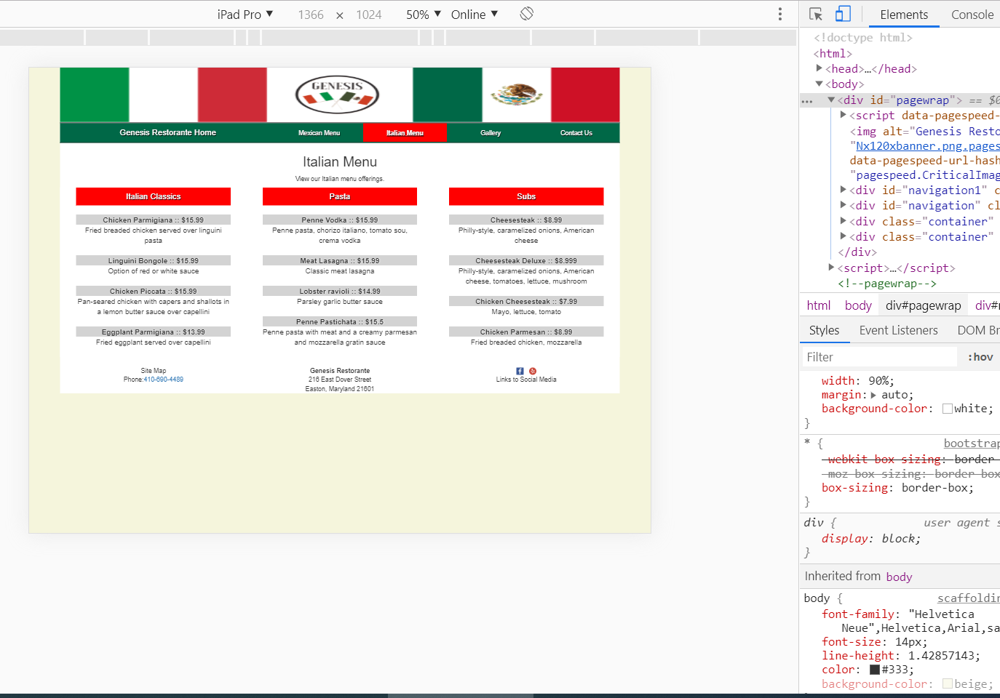 iPad Pro ▼ 1366 × 1024 50% ▼ Online ▼
Elements Console
GENESIS
Genesis Restorante Home Mexican Menu Italian Menu Gallery Contact Us
Italian Menu
View our Italian menu offerings.
Italian Classics
Chicken Parmigiana :: $15.99
Fried breaded chicken served over linguini
pasta
Linguini Bongole :: $15.99
Option of red or white sauce
Chicken Piccata :: $15.99
Pan-seared chicken with capers and shallots in
a lemon butter sauce over capellini
Eggplant Parmigiana :: $13.99
Fried eggplant served over capellini
Pasta
Penne Vodka :: $15.99
Penne pasta, chorizo italiano, tomato sou,
crema vodka
Meat Lasagna :: $15.99
Classic meat lasagna
Lobster ravioli :: $14.99
Parsley garlic butter sauce
Penne Pastichata :: $15.5
Penne pasta with meat and a creamy parmesan
and mozzarella gratin sauce
Subs
Cheesesteak :: $8.99
Philly-style, caramelized onions, American
cheese
Cheesesteak Deluxe :: $8.999
Philly-style, caramelized onions, American
cheese, tomatoes, lettuce, mushroom
Chicken Cheesesteak :: $7.99
Mayo, lettuce, tomato
Chicken Parmesan :: $8.99
Fried breaded chicken, mozzarella
Site Map
Phone:410-690-4489
Genesis Restorante
216 East Dover Street
Easton, Maryland 21601
Links to Social Media
<!doctype html>
<html>
▶<head>…</head>
▼<body>
… ▼<div id="pagewrap"> == $0
▶<script data-pagespeed-
<img alt="Genesis Resto
"Nx120xbanner.png.pages
data-pagespeed-url-hash
"pagespeed.CriticalImag
▶<div id="navigation1" c
▶<div id="navigation" cl
▶<div class="container"
▶<div class="container"
</div>
▶<script>…</script>
<!--pagewrap-->
html body div#pagewrap div#
Styles Event Listeners DOM Br
Filter :hov
width: 90%;
margin:▶ auto;
background-color: white;
}
* { bootstrap
-webkit-box-sizing: border-
-moz-box-sizing: border-box
box-sizing: border-box;
}
div { user agent s
display: block;
}
Inherited from body
body { scaffoldin
font-family: "Helvetica
Neue",Helvetica,Arial,sa
font-size: 14px;
line-height: 1.42857143;
color: #333;
background-color: beige;